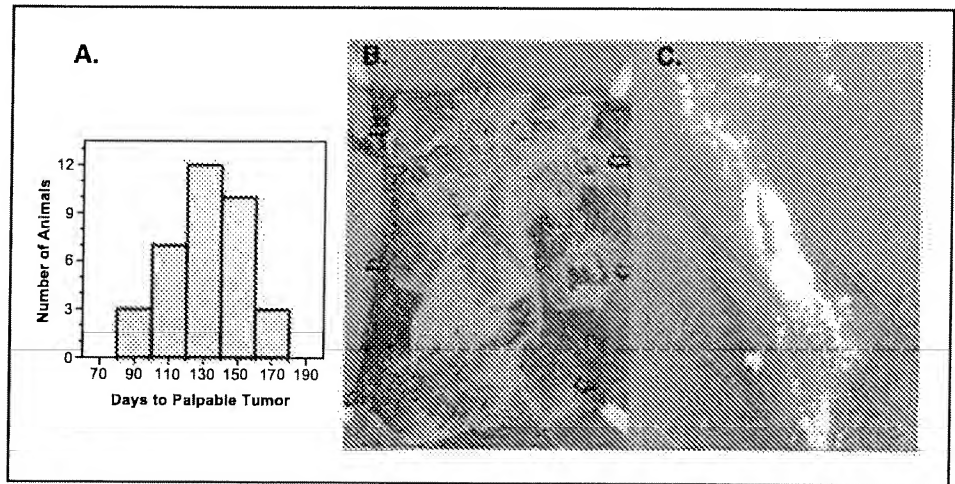 A.
B.
C.
Number of Animals
12
9
6
3
0
70 90 110 130 150 170 190
Days to Palpable Tumor